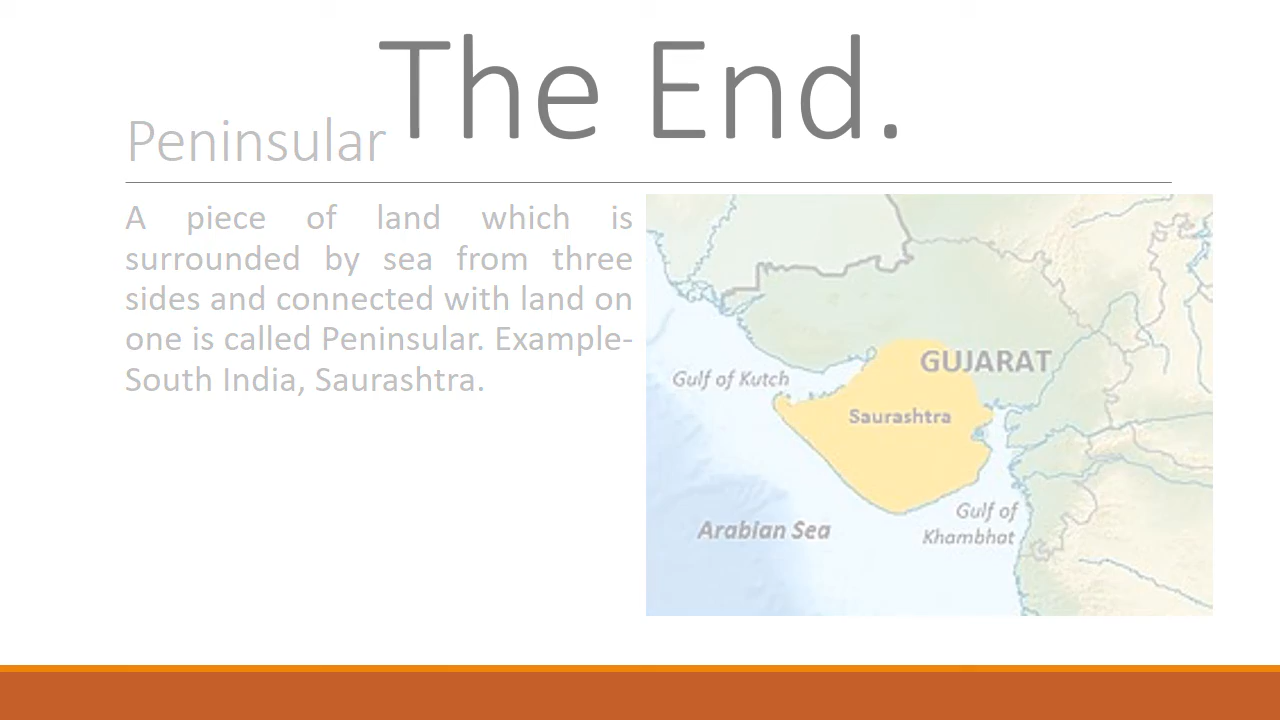 The End.
Peninsular
A piece of land which is
surrounded by sea from three
sides and connected with land on
one is called Peninsular. Example-
South India, Saurashtra.
GUJARAT
Gulf of Kutch
Saurashtra
Gulf of
Khambhat
Arabian Sea